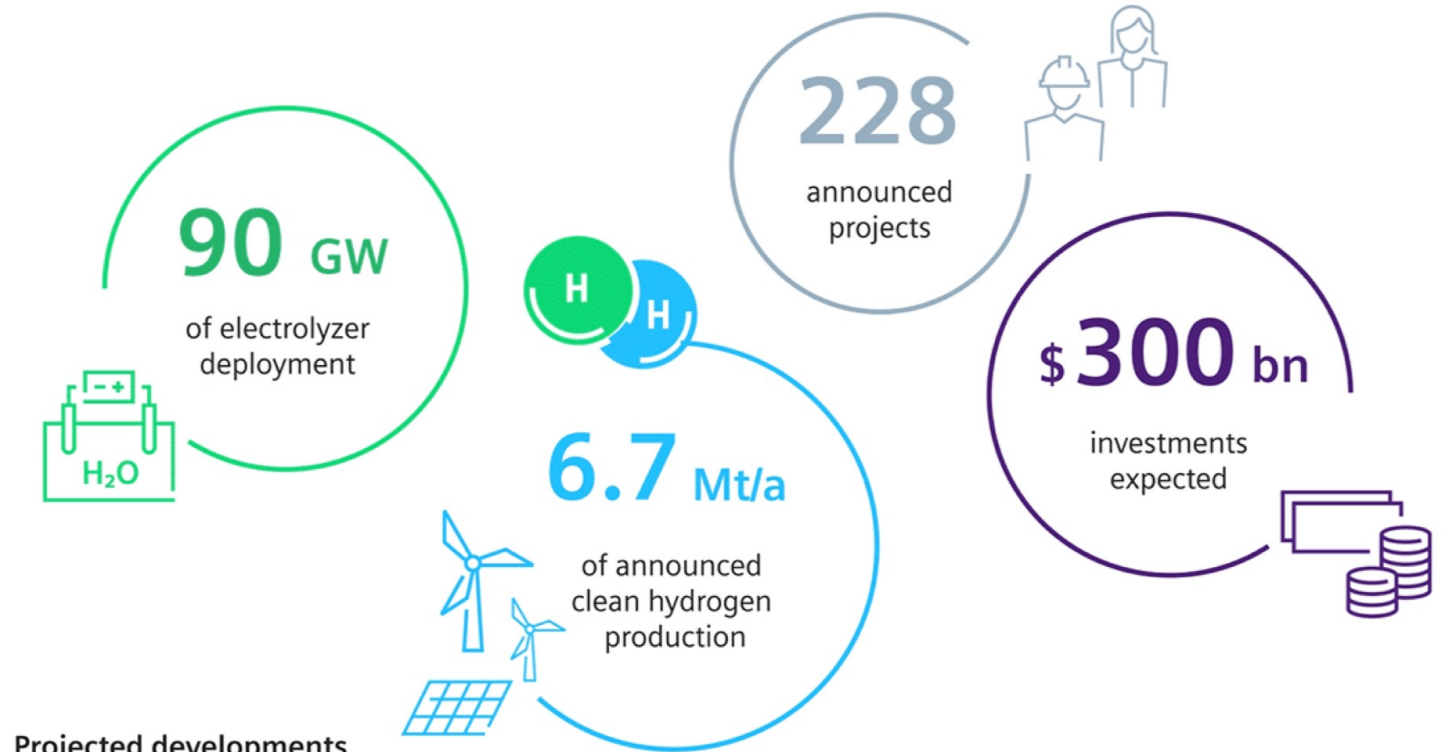 228
announced
projects
90 GW
of electrolyzer
deployment
H H
$ 300 bn
investments
expected
H₂O
- +
6.7 Mt/a
of announced
clean hydrogen
production
Projected developments